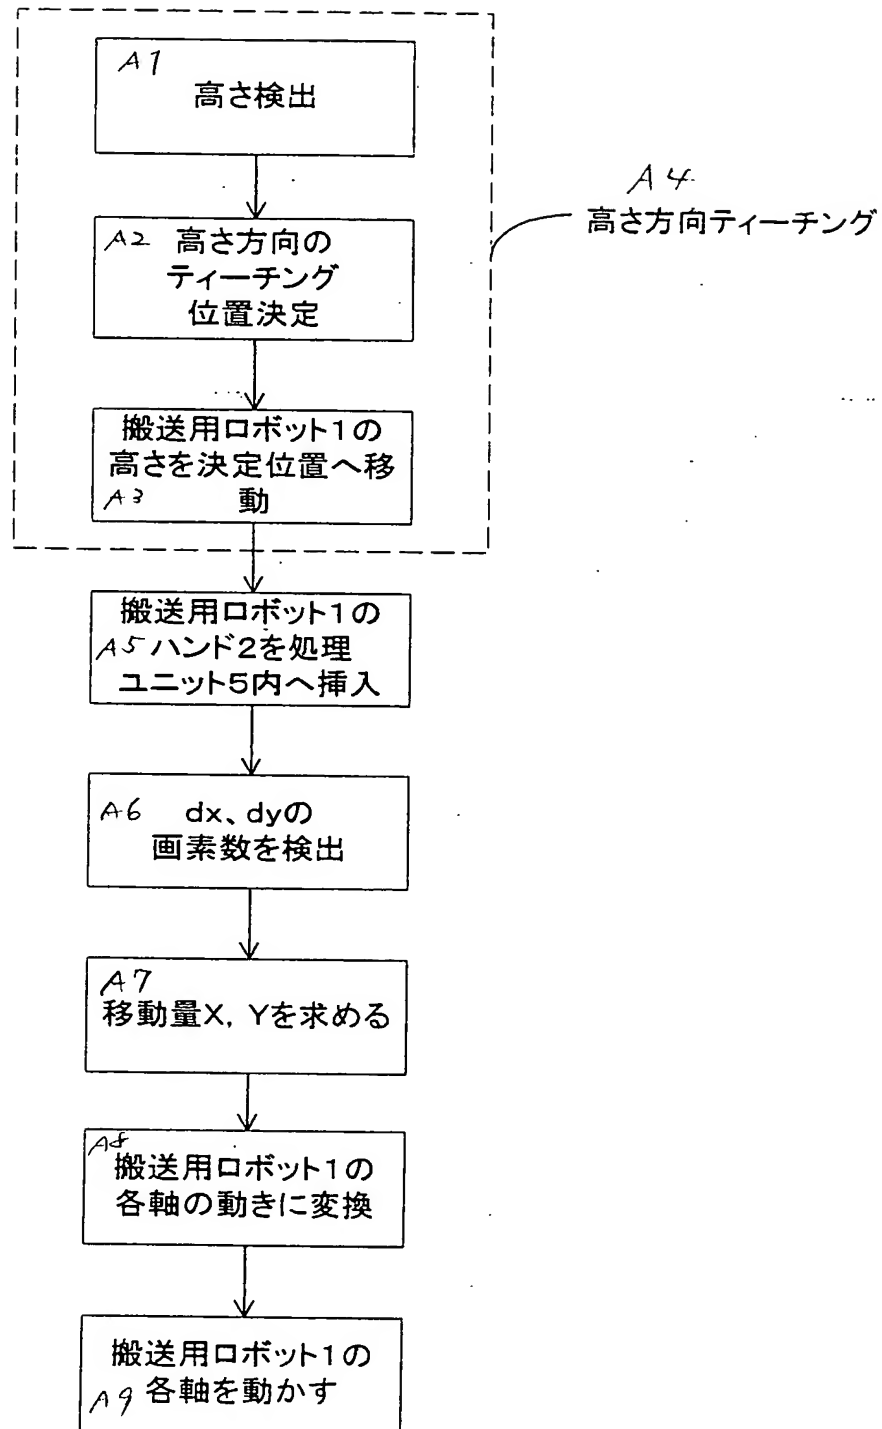 A1
高さ検出
A4
高さ方向ティーチング
A2 高さ方向の
ティーチング
位置決定
搬送用ロボット1の
高さを決定位置へ移
A3 動
搬送用ロボット1の
A5 ハンド2を処理
ユニット5内へ挿入
A6 dx、dyの
画素数を検出
A7
移動量X, Yを求める
A8
搬送用ロボット1の
各軸の動きに変換
搬送用ロボット1の
A9 各軸を動かす